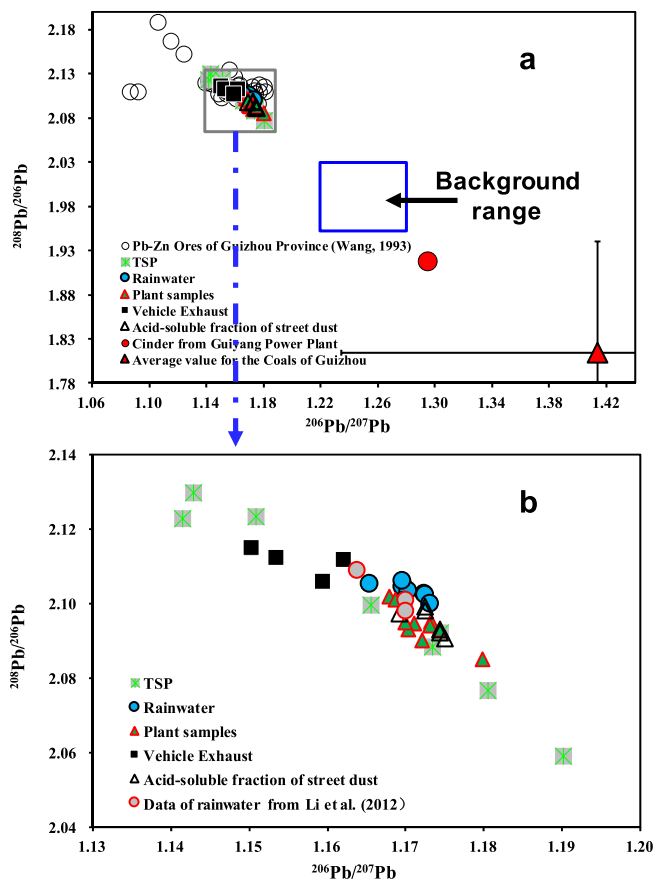 a
2.18
2.13
2.08
2.03
1.98
1.93
1.88
1.83
1.78
208Pb/206Pb
Background
range
Pb-Zn Ores of Guizhou Province (Wang, 1993)
TSP
Rainwater
Plant samples
Vehicle Exhaust
Acid-soluble fraction of street dust
Cinder from Guiyang Power Plant
Average value for the Coals of Guizhou
1.06 1.10 1.14 1.18 1.22 1.26 1.30 1.34 1.38 1.42
206Pb/207Pb
b
2.14
2.12
2.10
2.08
2.06
2.04
208Pb/206Pb
TSP
Rainwater
Plant samples
Vehicle Exhaust
Acid-soluble fraction of street dust
Data of rainwater from Li et al. (2012）
1.13 1.14 1.15 1.16 1.17 1.18 1.19 1.20
206Pb/207Pb